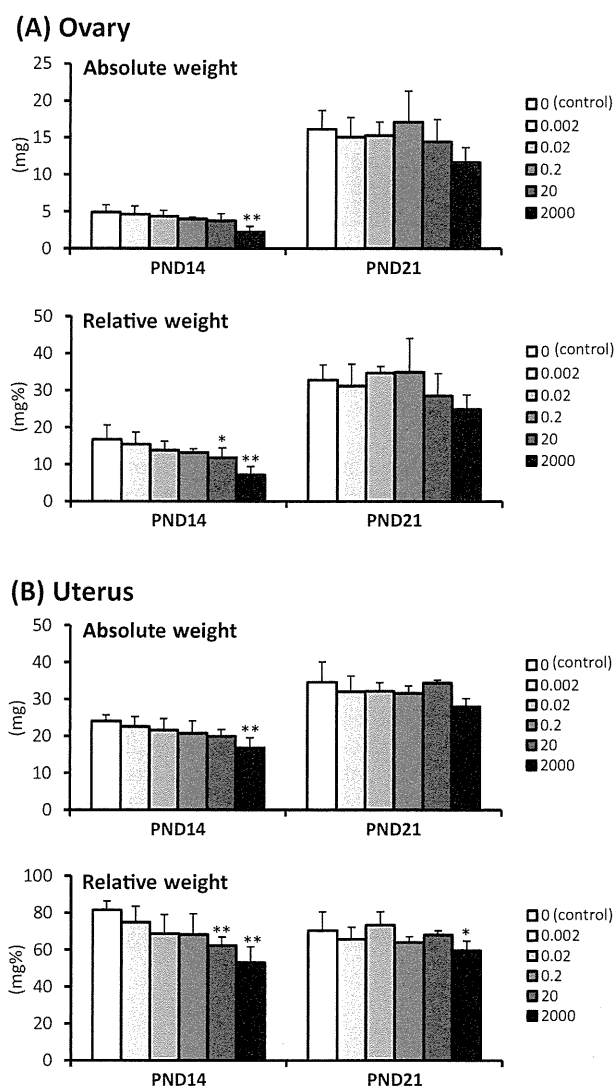 (A) Ovary
Absolute weight
25
20
15
10
5
0
(mg)
**
PND14
PND21
0 (control)
0.002
0.02
0.2
20
2000
Relative weight
50
40
30
20
10
0
(mg%)
*
**
PND14
PND21
0 (control)
0.002
0.02
0.2
20
2000
(B) Uterus
Absolute weight
50
40
30
20
10
0
(mg)
**
PND14
PND21
0 (control)
0.002
0.02
0.2
20
2000
Relative weight
100
80
60
40
20
0
(mg%)
**
**
*
PND14
PND21
0 (control)
0.002
0.02
0.2
20
2000